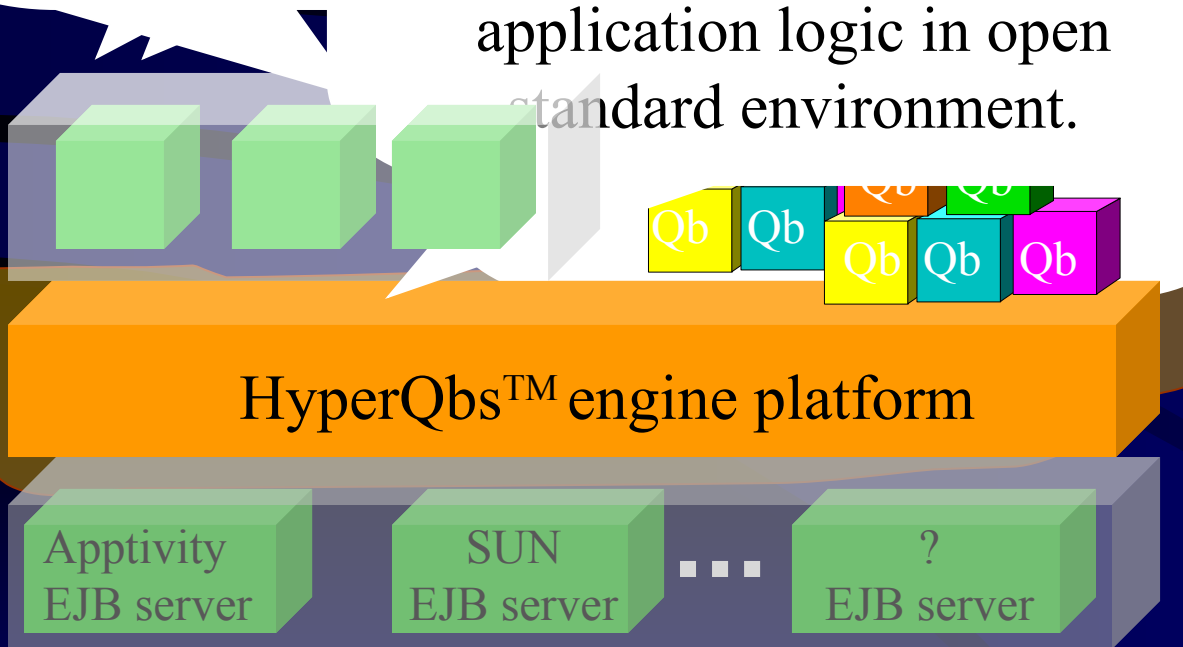 application logic in open
standard environment.
Qb Qb
Qb Qb
Qb Qb Qb
HyperQbs™ engine platform
Apptivity
EJB server
SUN
EJB server
...
?
EJB server